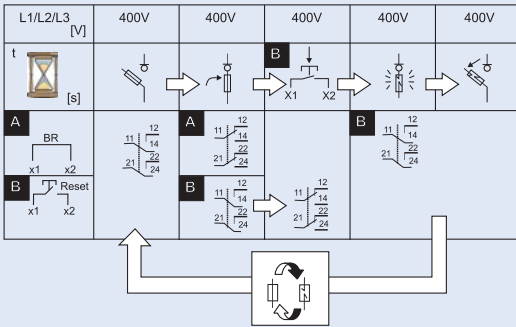 L1/L2/L3 [V] 400V 400V 400V 400V 400V
t [s]
B X1 X2
A BR x1 x2
B Reset x1 x2
11 12 14 21 22 24
A 11 12 14 21 22 24
B 11 12 14 21 22 24
11 12 14 21 22 24
B 11 12 14 21 22 24